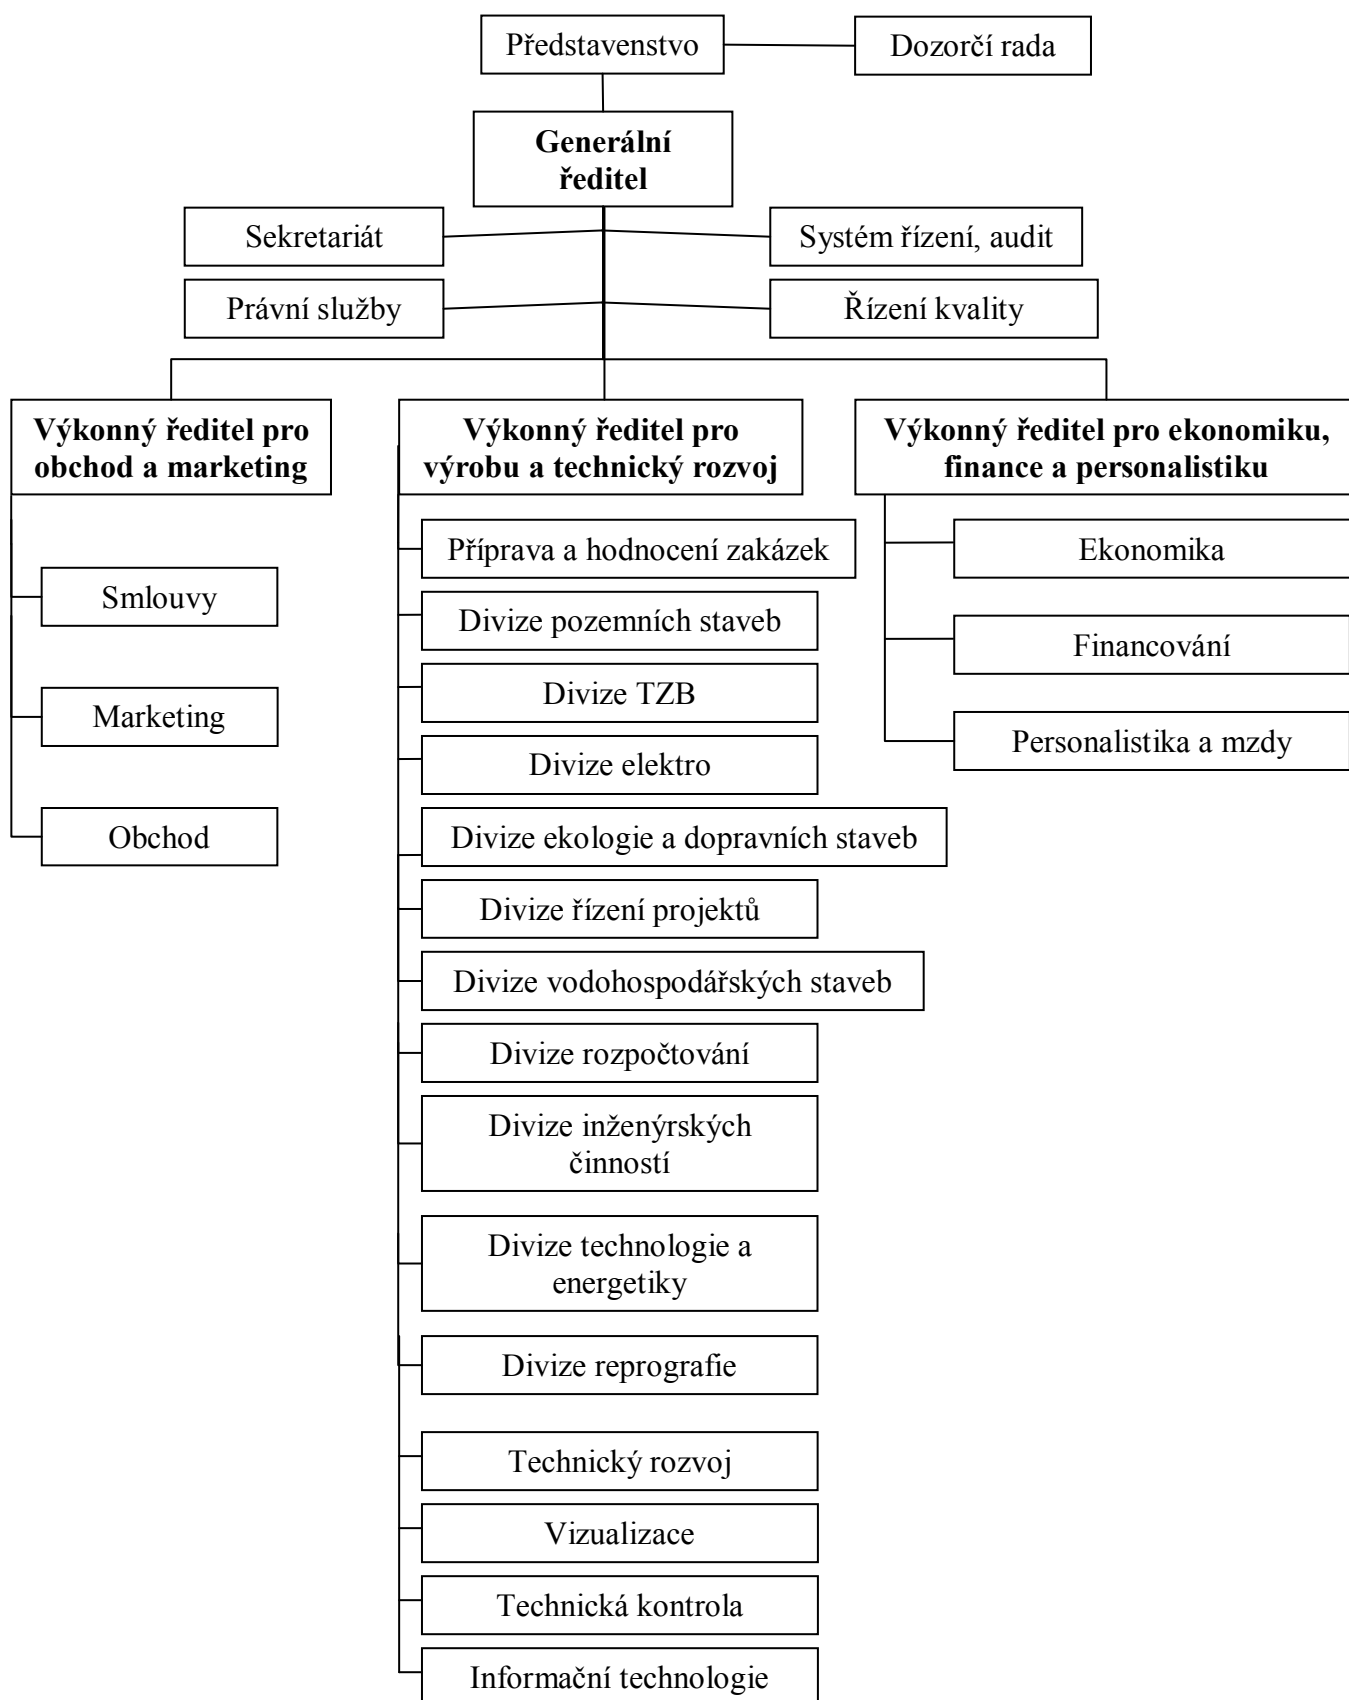 Představenstvo
Dozorčí rada
Generální
ředitel
Sekretariát
Systém řízení, audit
Právní služby
Řízení kvality
Výkonný ředitel pro
obchod a marketing
Výkonný ředitel pro
výrobu a technický rozvoj
Výkonný ředitel pro ekonomiku,
finance a personalistiku
Smlouvy
Marketing
Obchod
Příprava a hodnocení zakázek
Divize pozemních staveb
Divize TZB
Divize elektro
Divize ekologie a dopravních staveb
Divize řízení projektů
Divize vodohospodářských staveb
Divize rozpočtování
Divize inženýrských
činností
Divize technologie a
energetiky
Divize reprografie
Technický rozvoj
Vizualizace
Technická kontrola
Informační technologie
Ekonomika
Financování
Personalistika a mzdy